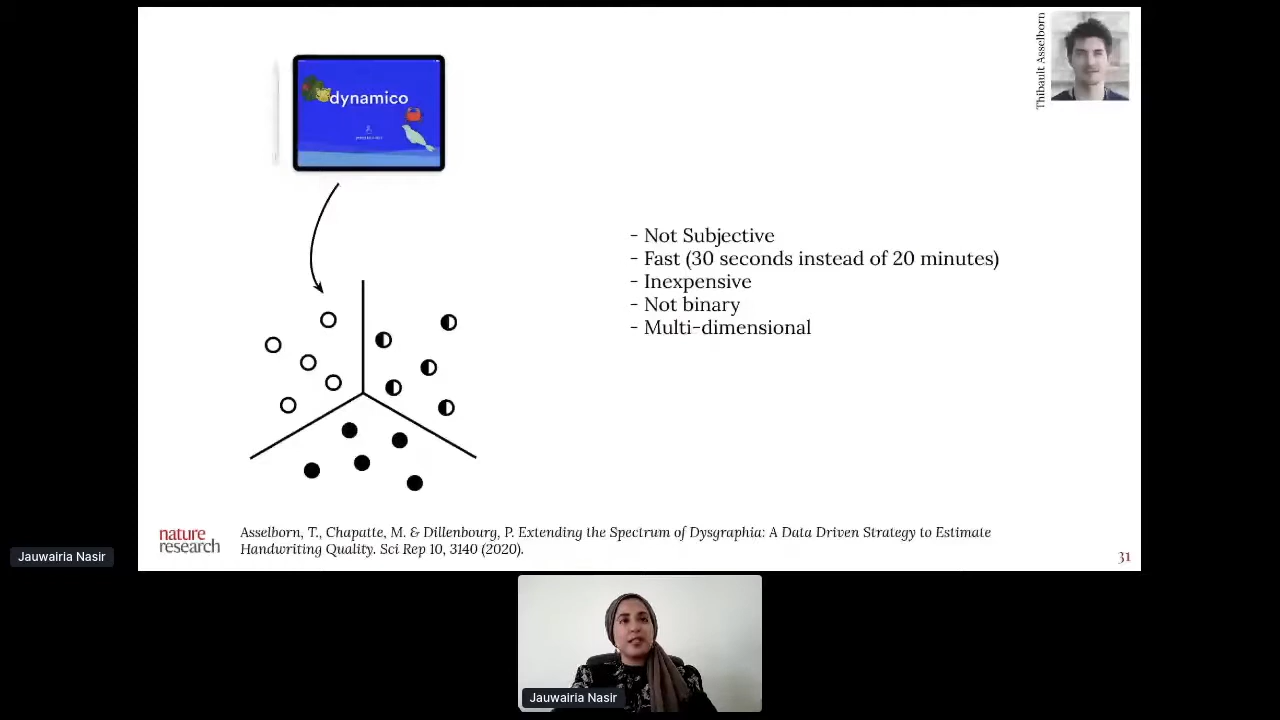 Thibault Asselborn
dynamico
- Not Subjective
- Fast (30 seconds instead of 20 minutes)
- Inexpensive
- Not binary
- Multi-dimensional
nature
research
Asselborn, T., Chapatte, M. & Dillenbourg, P. Extending the Spectrum of Dysgraphia: A Data Driven Strategy to Estimate
Handwriting Quality. Sci Rep 10, 3140 (2020).
31
Jauwairia Nasir
Jauwairia Nasir